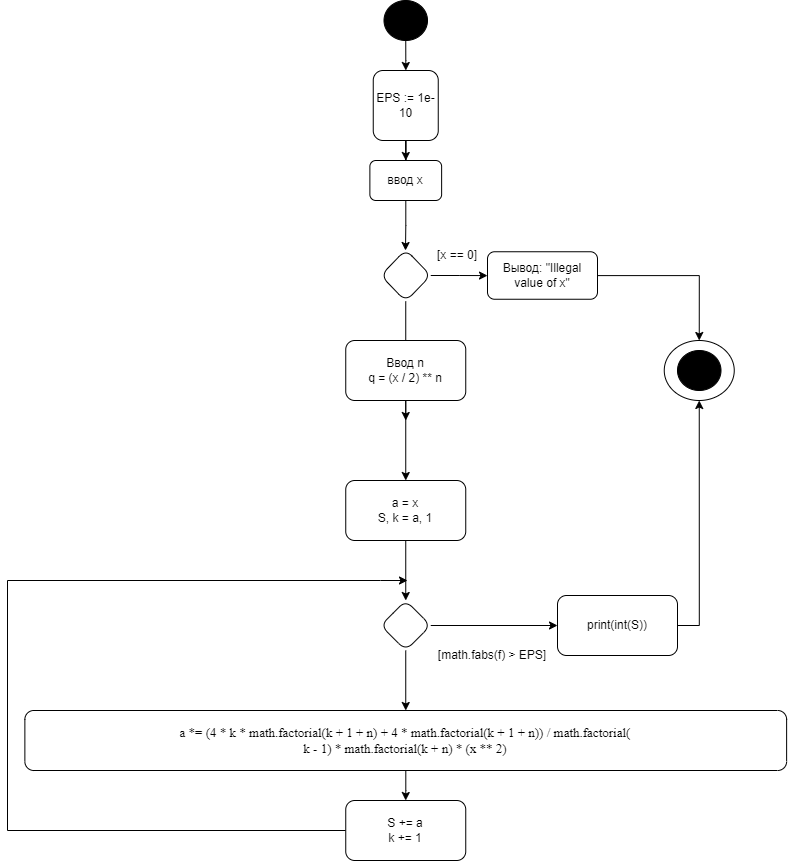 EPS := 1e-
10
ввод x
[x == 0]
Вывод: "Illegal
value of x"
Ввод n
q = (x / 2) ** n
a = x
S, k = a, 1
print(int(S))
[math.fabs(f) > EPS]
a *= (4 * k * math.factorial(k + 1 + n) + 4 * math.factorial(k + 1 + n)) / math.factorial(
k - 1) * math.factorial(k + n) * (x ** 2)
S += a
k += 1